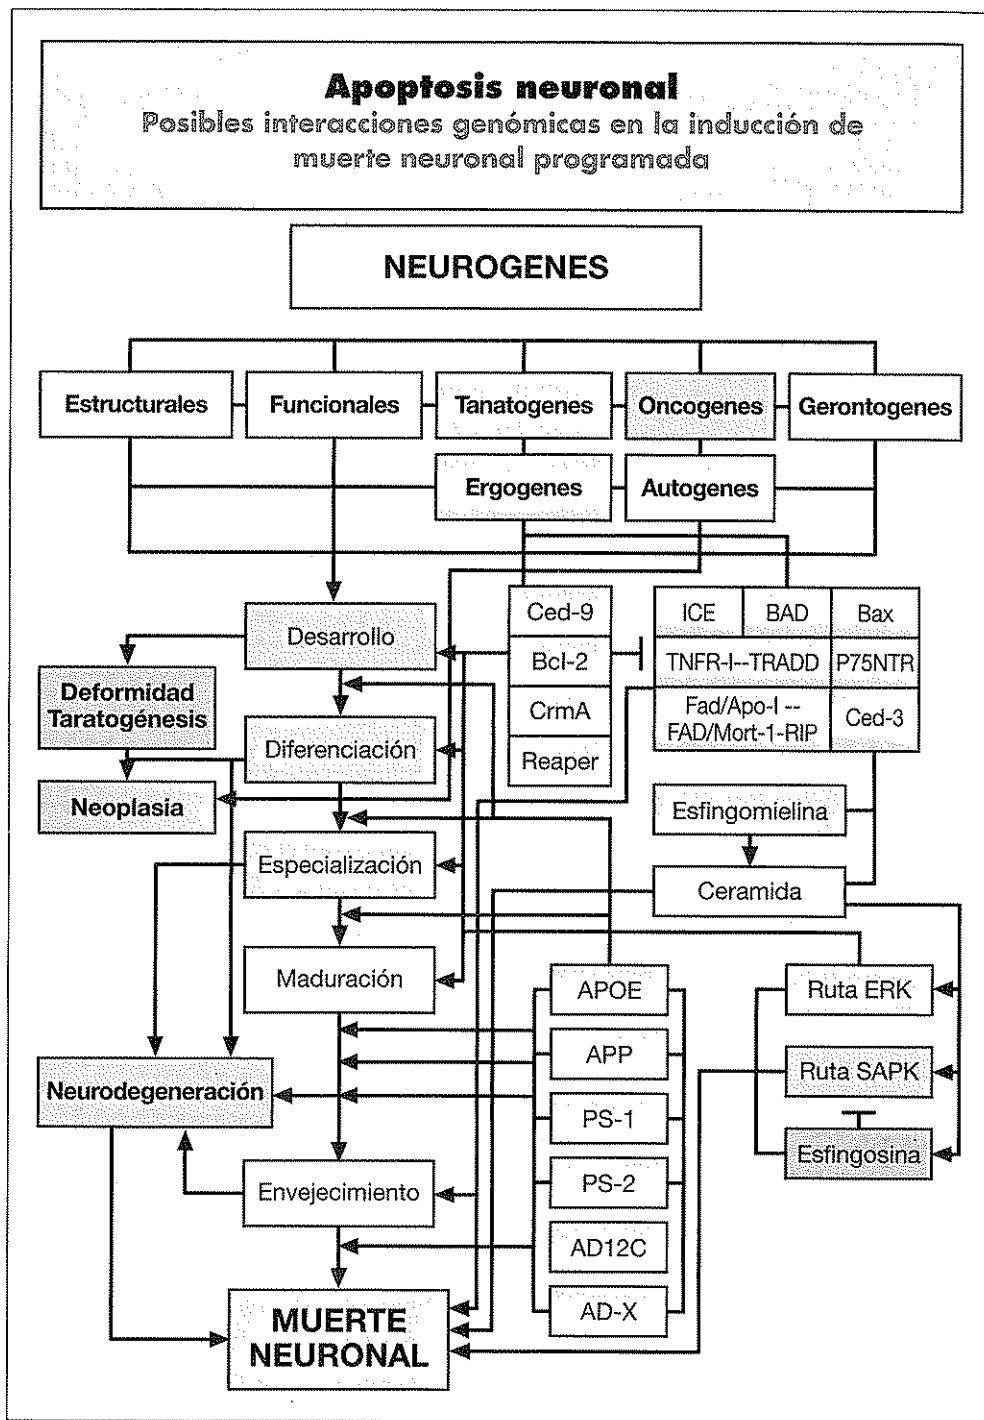 Apoptosis neuronal
Posibles interacciones genómicas en la inducción de
muerte neuronal programada
NEUROGENES
Estructurales
Funcionales
Tanatogenes
Oncogenes
Gerontogenes
Ergogenes
Autogenes
Desarrollo
Deformidad
Taratogénesis
Diferenciación
Neoplasia
Especialización
Maduración
Neurodegeneración
Envejecimiento
MUERTE
NEURONAL
Ced-9
Bcl-2
CrmA
Reaper
ICE
BAD
Bax
TNFR-I--TRADD
P75NTR
Fad/Apo-I --
FAD/Mort-1-RIP
Ced-3
Esfingomielina
Ceramida
APOE
APP
PS-1
PS-2
AD12C
AD-X
Ruta ERK
Ruta SAPK
Esfingosina